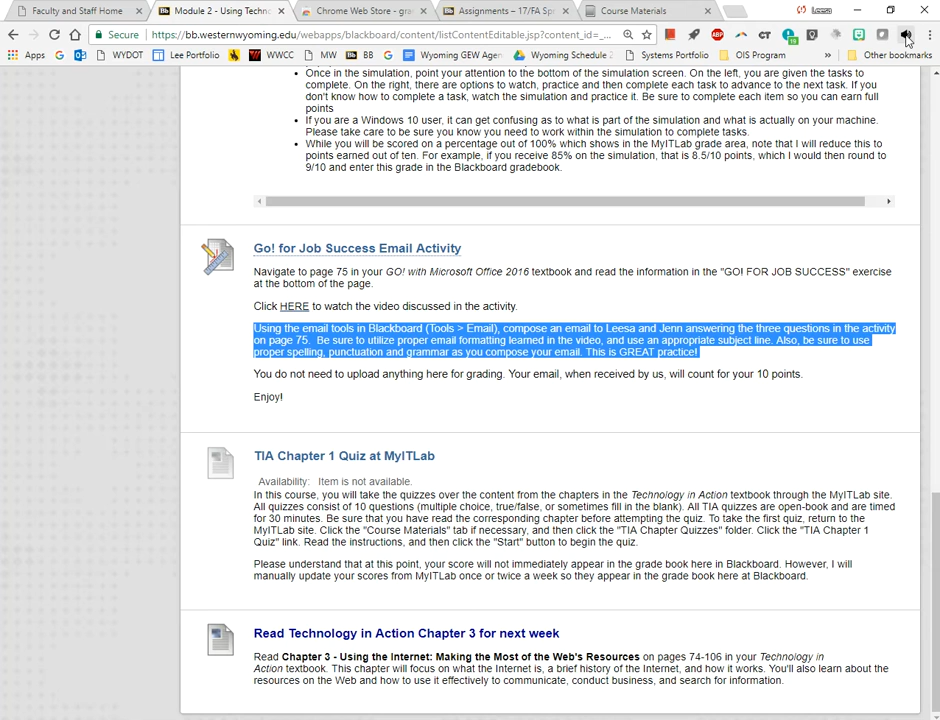 Faculty and Staff Home
Module 2 - Using Techno
Chrome Web Store - gra
Assignments – 17/FA Sp
Course Materials
Leesa
Secure
https://bb.westernwyoming.edu/webapps/blackboard/content/listContentEditable.jsp?content_id=_...
Apps
WYDOT
Lee Portfolio
WWCC
MW
BB
Wyoming GEW Agen
Wyoming Schedule
Systems Portfolio
OIS Program
Other bookmarks
• Once in the simulation, point your attention to the bottom of the simulation screen. On the left, you are given the tasks to
complete. On the right, there are options to watch, practice and then complete each task to advance to the next task. If you
don't know how to complete a task, watch the simulation and practice it. Be sure to complete each item so you can earn full
points
• If you are a Windows 10 user, it can get confusing as to what is part of the simulation and what is actually on your machine.
Please take care to be sure you know you need to work within the simulation to complete tasks.
• While you will be scored on a percentage out of 100% which shows in the MyITLab grade area, note that I will reduce this to
points earned out of ten. For example, if you receive 85% on the simulation, that is 8.5/10 points, which I would then round to
9/10 and enter this grade in the Blackboard gradebook.
Go! for Job Success Email Activity
Navigate to page 75 in your GO! with Microsoft Office 2016 textbook and read the information in the "GO! FOR JOB SUCCESS" exercise
at the bottom of the page.
Click HERE to watch the video discussed in the activity.
Using the email tools in Blackboard (Tools > Email), compose an email to Leesa and Jenn answering the three questions in the activity
on page 75. Be sure to utilize proper email formatting learned in the video, and use an appropriate subject line. Also, be sure to use
proper spelling, punctuation and grammar as you compose your email. This is GREAT practice!
You do not need to upload anything here for grading. Your email, when received by us, will count for your 10 points.
Enjoy!
TIA Chapter 1 Quiz at MyITLab
Availability: Item is not available.
In this course, you will take the quizzes over the content from the chapters in the Technology in Action textbook through the MyITLab site.
All quizzes consist of 10 questions (multiple choice, true/false, or sometimes fill in the blank). All TIA quizzes are open-book and are timed
for 30 minutes. Be sure that you have read the corresponding chapter before attempting the quiz. To take the first quiz, return to the
MyITLab site. Click the "Course Materials" tab if necessary, and then click the "TIA Chapter Quizzes" folder. Click the "TIA Chapter 1
Quiz" link. Read the instructions, and then click the "Start" button to begin the quiz.
Please understand that at this point, your score will not immediately appear in the grade book here in Blackboard. However, I will
manually update your scores from MyITLab once or twice a week so they appear in the grade book here at Blackboard.
Read Technology in Action Chapter 3 for next week
Read Chapter 3 - Using the Internet: Making the Most of the Web's Resources on pages 74-106 in your Technology in
Action textbook. This chapter will focus on what the Internet is, a brief history of the Internet, and how it works. You'll also learn about the
resources on the Web and how to use it effectively to communicate, conduct business, and search for information.